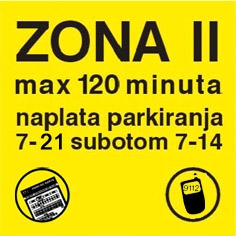 ZONA II
max 120 minuta
naplata parkiranja
7-21 subotom 7-14
9112